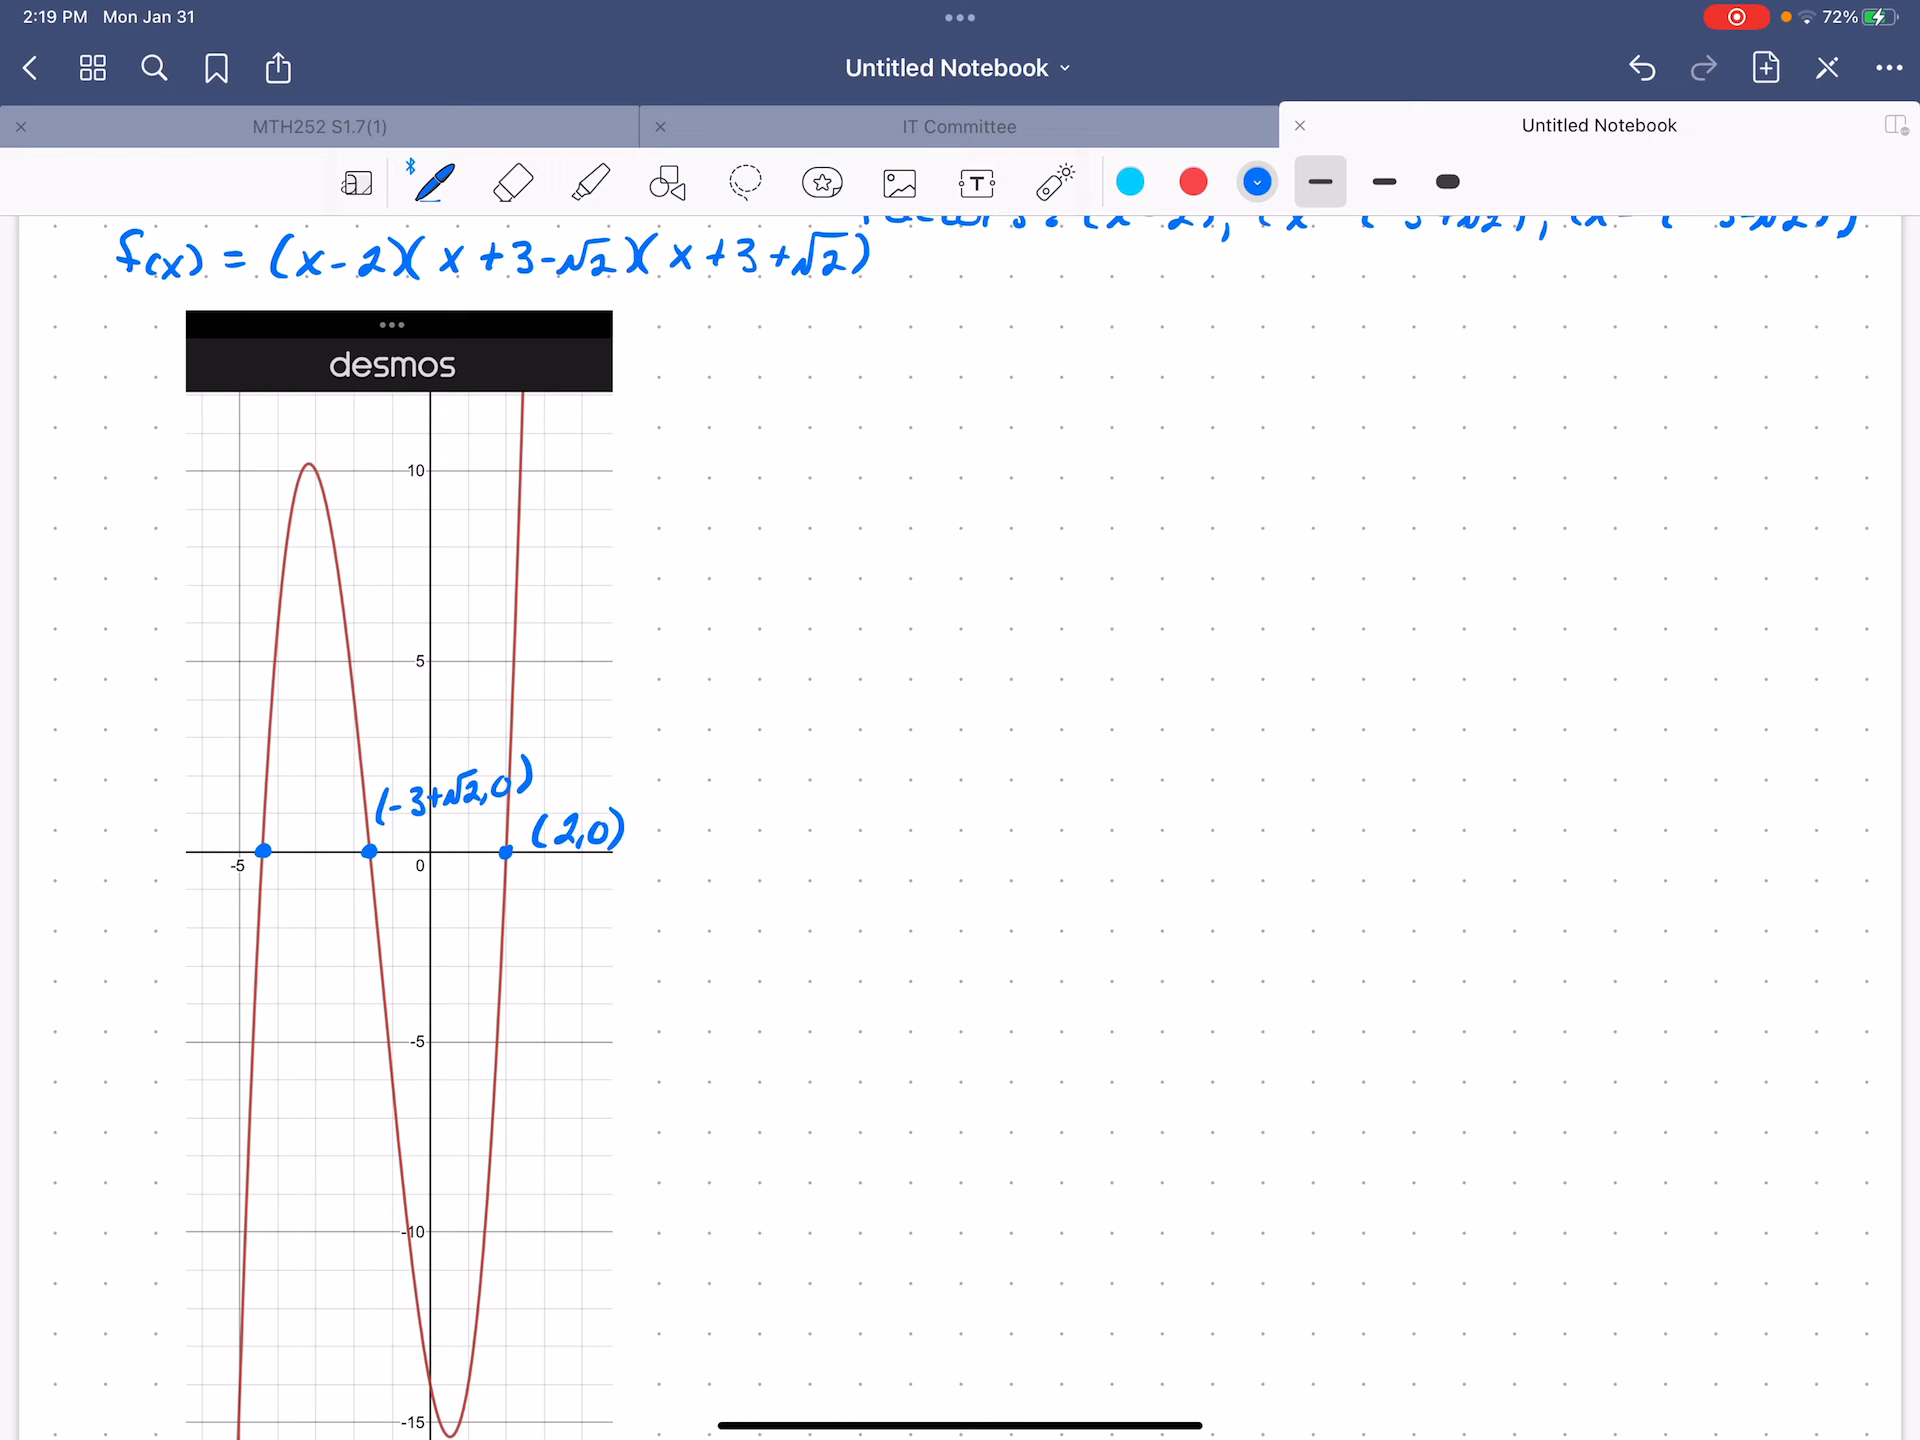 2:19 PM Mon Jan 31
72%
Untitled Notebook
MTH252 S1.7(1)
IT Committee
Untitled Notebook
T
f(x) = (x-2)(x+3-√2)(x+3+√2)
desmos
10
5
(-3+√2,0)
(2,0)
-5
0
-5
-10
-15